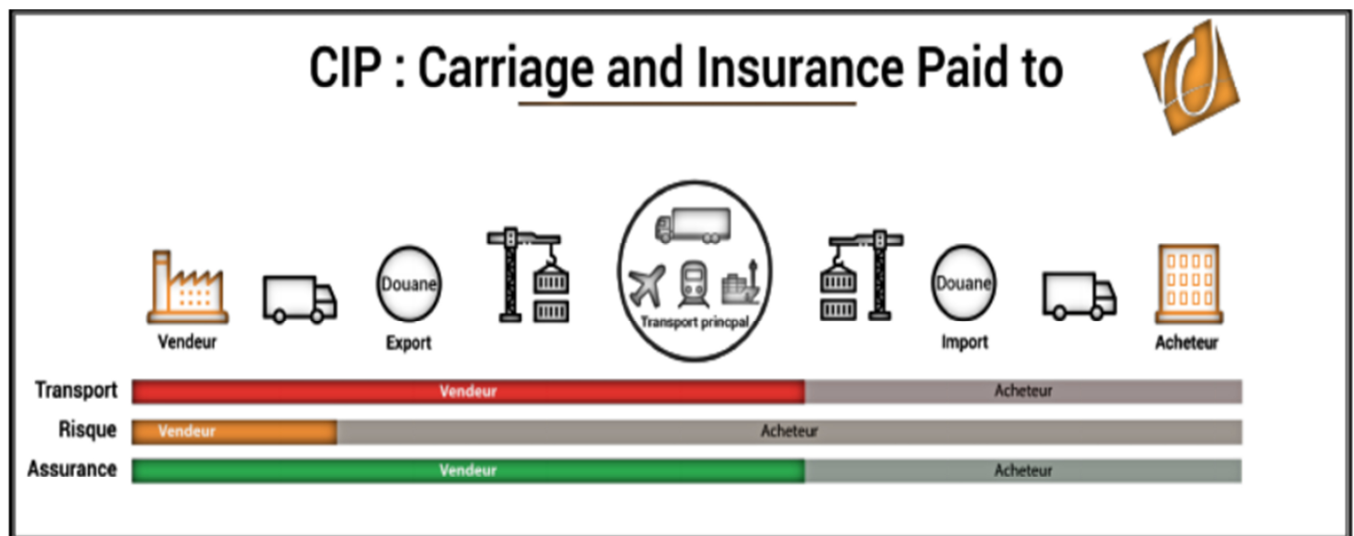 CIP : Carriage and Insurance Paid to
Douane
Douane
Transport princpal
Vendeur
Export
Import
Acheteur
Transport
Vendeur
Acheteur
Risque
Vendeur
Acheteur
Assurance
Vendeur
Acheteur